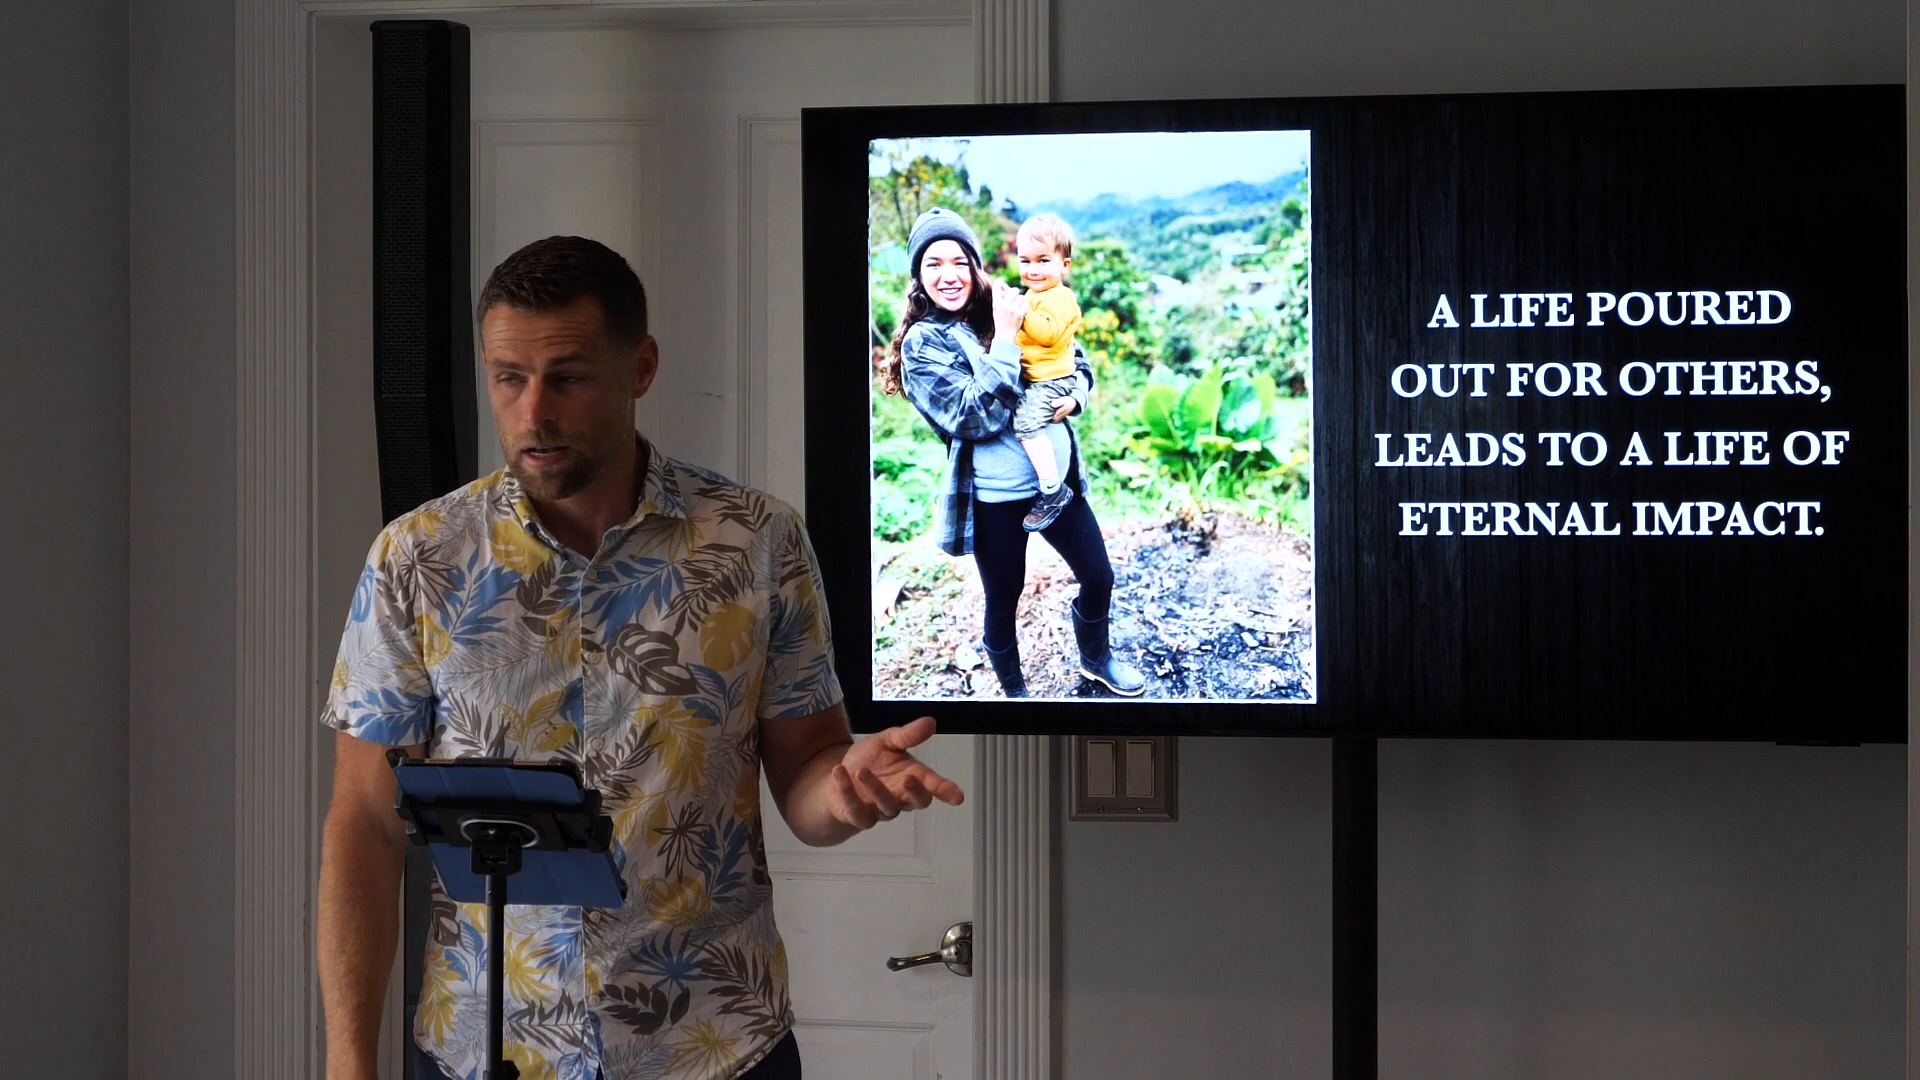 A LIFE POURED
OUT FOR OTHERS,
LEADS TO A LIFE OF
ETERNAL IMPACT.